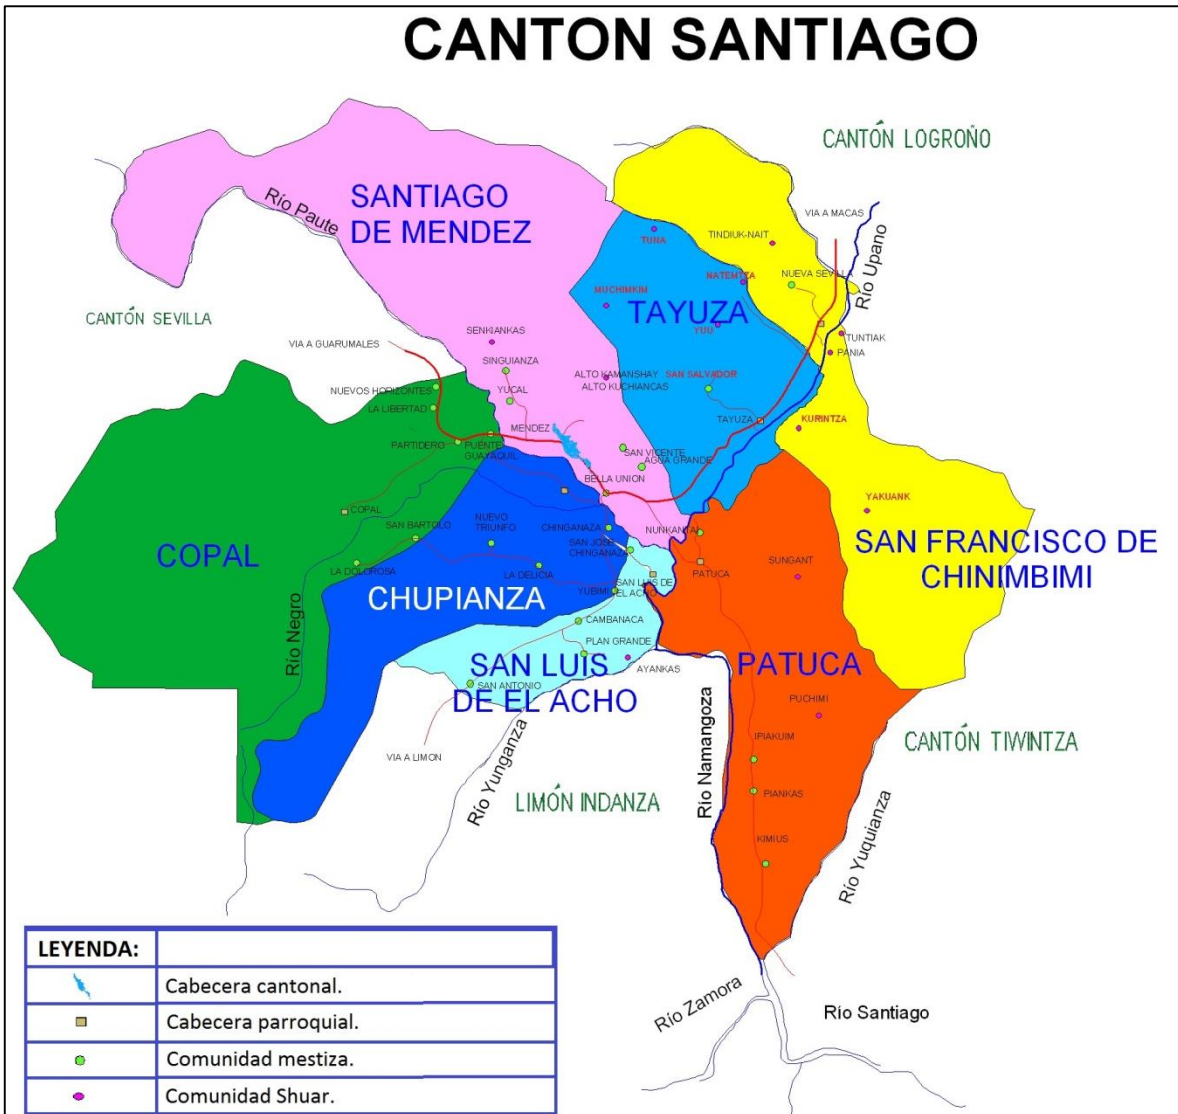 CANTON SANTIAGO
CANTÓN LOGROÑO
SANTIAGO
DE MENDEZ
Río Paute
VIA A MACAS
TUNA
TINDIUK-NAIT
Río Upano
NATEMTZA
NUEVA SEVILLA
MUCHIMKIM
TAYUZA
YUU
CANTÓN SEVILLA
SENKIANKAS
TUNTIAK
VIA A GUARUMALES
PANIA
SINGUIANZA
ALTO KAMANSHAY
SAN SALVADOR
NUEVOS HORIZONTES
YUCAL
ALTO KUCHIANCAS
LA LIBERTAD
TAYUZA
KURINTZA
MENDEZ
PARTIDERO
PUENTE
GUAYAQUIL
SAN VICENTE
AGUA GRANDE
BELLA UNION
YAKUANK
COPAL
SAN BARTOLO
NUEVO
TRIUNFO
CHINGANAZA
NUNKANTAI
SAN JOSE
CHINGANAZA
SAN FRANCISCO DE
CHINIMBIMI
COPAL
LA DOLOROSA
LA DELICIA
PATUCA
SUNGANT
CHUPIANZA
YUBIMI
SAN LUIS DE
EL ACHO
CAMBANACA
PLAN GRANDE
Río Negro
SAN LUIS
DE EL ACHO
AYANKAS
PATUCA
SAN ANTONIO
PUCHIMI
VIA A LIMON
Río Yunganza
Río Namangoza
IPIAKUIM
CANTÓN TIWINTZA
LIMÓN INDANZA
PIANKAS
KIMIUS
Río Yuquianza
Río Zamora
Río Santiago
LEYENDA:
Cabecera cantonal.
Cabecera parroquial.
Comunidad mestiza.
Comunidad Shuar.